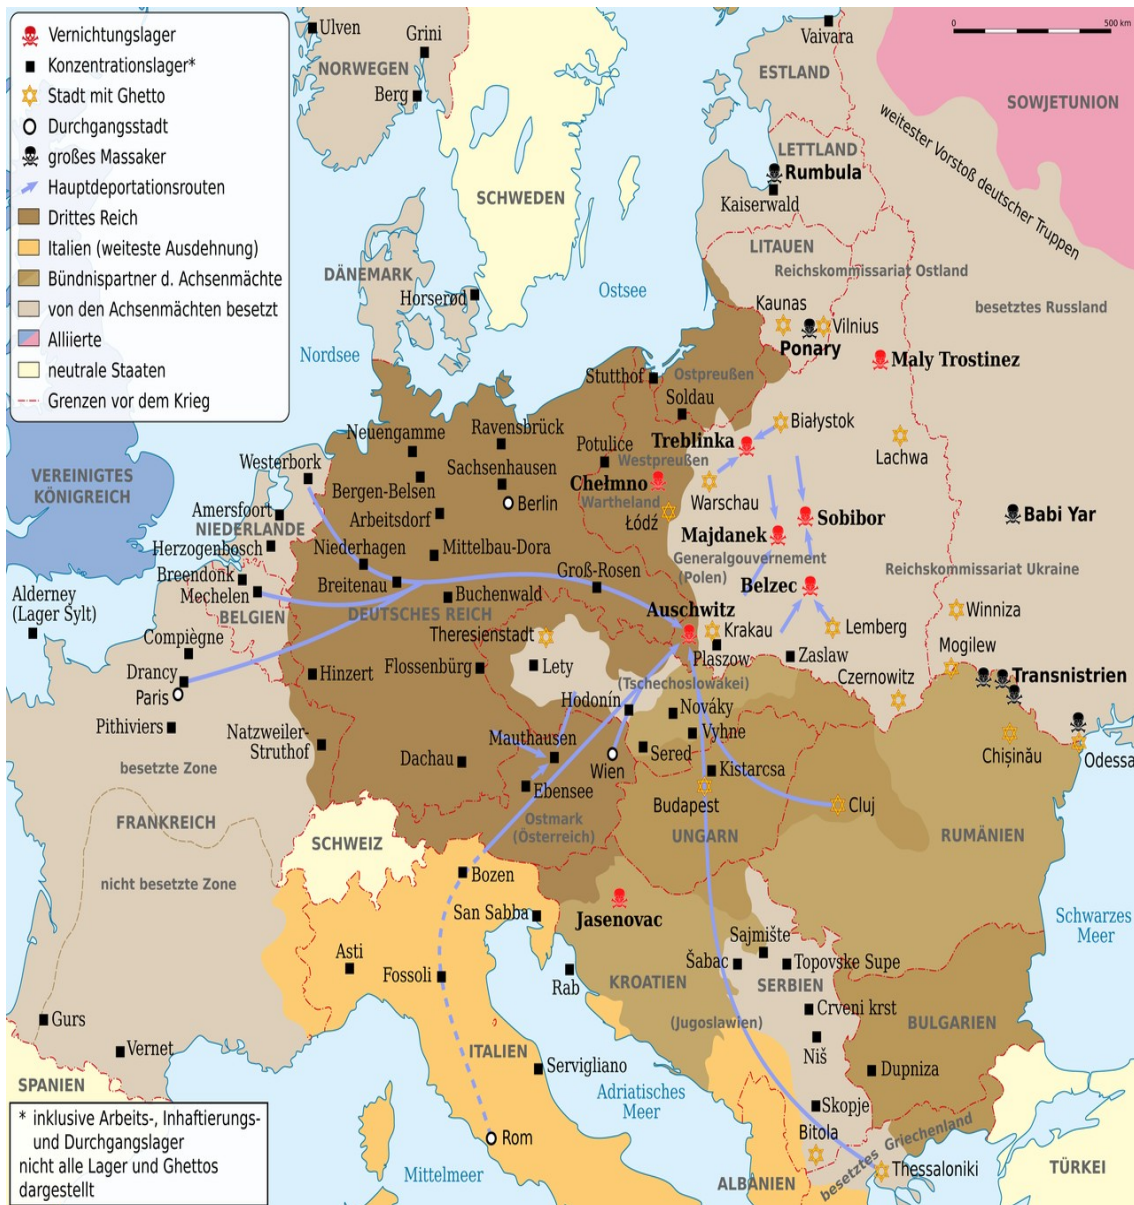 Vernichtungslager
Konzentrationslager*
Stadt mit Ghetto
Durchgangsstadt
großes Massaker
Hauptdeportationsrouten
Drittes Reich
Italien (weiteste Ausdehnung)
Bündnispartner d. Achsenmächte
von den Achsenmächten besetzt
Alliierte
neutrale Staaten
Grenzen vor dem Krieg
0 500 km
Ulven
Grini
NORWEGEN
Berg
Vaivara
ESTLAND
SOWJETUNION
weitester Vorstoß deutscher Truppen
LETTLAND
Rumbula
Kaiserwald
SCHWEDEN
LITAUEN
Reichskommissariat Ostland
DÄNEMARK
Horserød
Ostsee
besetztes Russland
Kaunas
Vilnius
Ponary
Nordsee
Maly Trostinez
Stutthof
Ostpreußen
Soldau
Neuengamme
Ravensbrück
Potulice
Treblinka
Białystok
Lachwa
Westpreußen
VEREINIGTES
KÖNIGREICH
Westerbork
Sachsenhausen
Bergen-Belsen
Berlin
Chełmno
Wartheland
Warschau
Łódź
Amersfoort
NIEDERLANDE
Arbeitsdorf
Sobibor
Babi Yar
Majdanek
Herzogenbosch
Niederhagen
Mittelbau-Dora
Generalgouvernement
(Polen)
Reichskommissariat Ukraine
Breendonk
Mechelen
Breitenau
Groß-Rosen
Belzec
Alderney
(Lager Sylt)
BELGIEN
Buchenwald
DEUTSCHES REICH
Auschwitz
Winniza
Compiègne
Theresienstadt
Krakau
Lemberg
Plaszow
Zaslaw
Mogilew
Drancy
Paris
Hinzert
Flossenbürg
Lety
(Tschechoslowakei)
Czernowitz
Transnistrien
Pithiviers
Natzweiler-
Struthof
Hodonín
Nováky
Vyhne
Mauthausen
Sered
Chișinău
Odessa
besetzte Zone
Dachau
Wien
Kistarcsa
Ebensee
Budapest
Cluj
FRANKREICH
Ostmark
(Österreich)
UNGARN
RUMÄNIEN
SCHWEIZ
nicht besetzte Zone
Bozen
San Sabba
Jasenovac
Schwarzes
Meer
Asti
Fossoli
Rab
KROATIEN
Sajmište
Šabac
Topovske Supe
SERBIEN
Crveni krst
Gurs
(Jugoslawien)
BULGARIEN
Vernet
ITALIEN
Niš
Servigliano
Dupniza
SPANIEN
Adriatisches
Meer
Skopje
Bitola
besetztes Griechenland
Rom
Mittelmeer
ALBANIEN
Thessaloniki
TÜRKEI
* inklusive Arbeits-, Inhaftierungs-
und Durchgangslager
nicht alle Lager und Ghettos
dargestellt